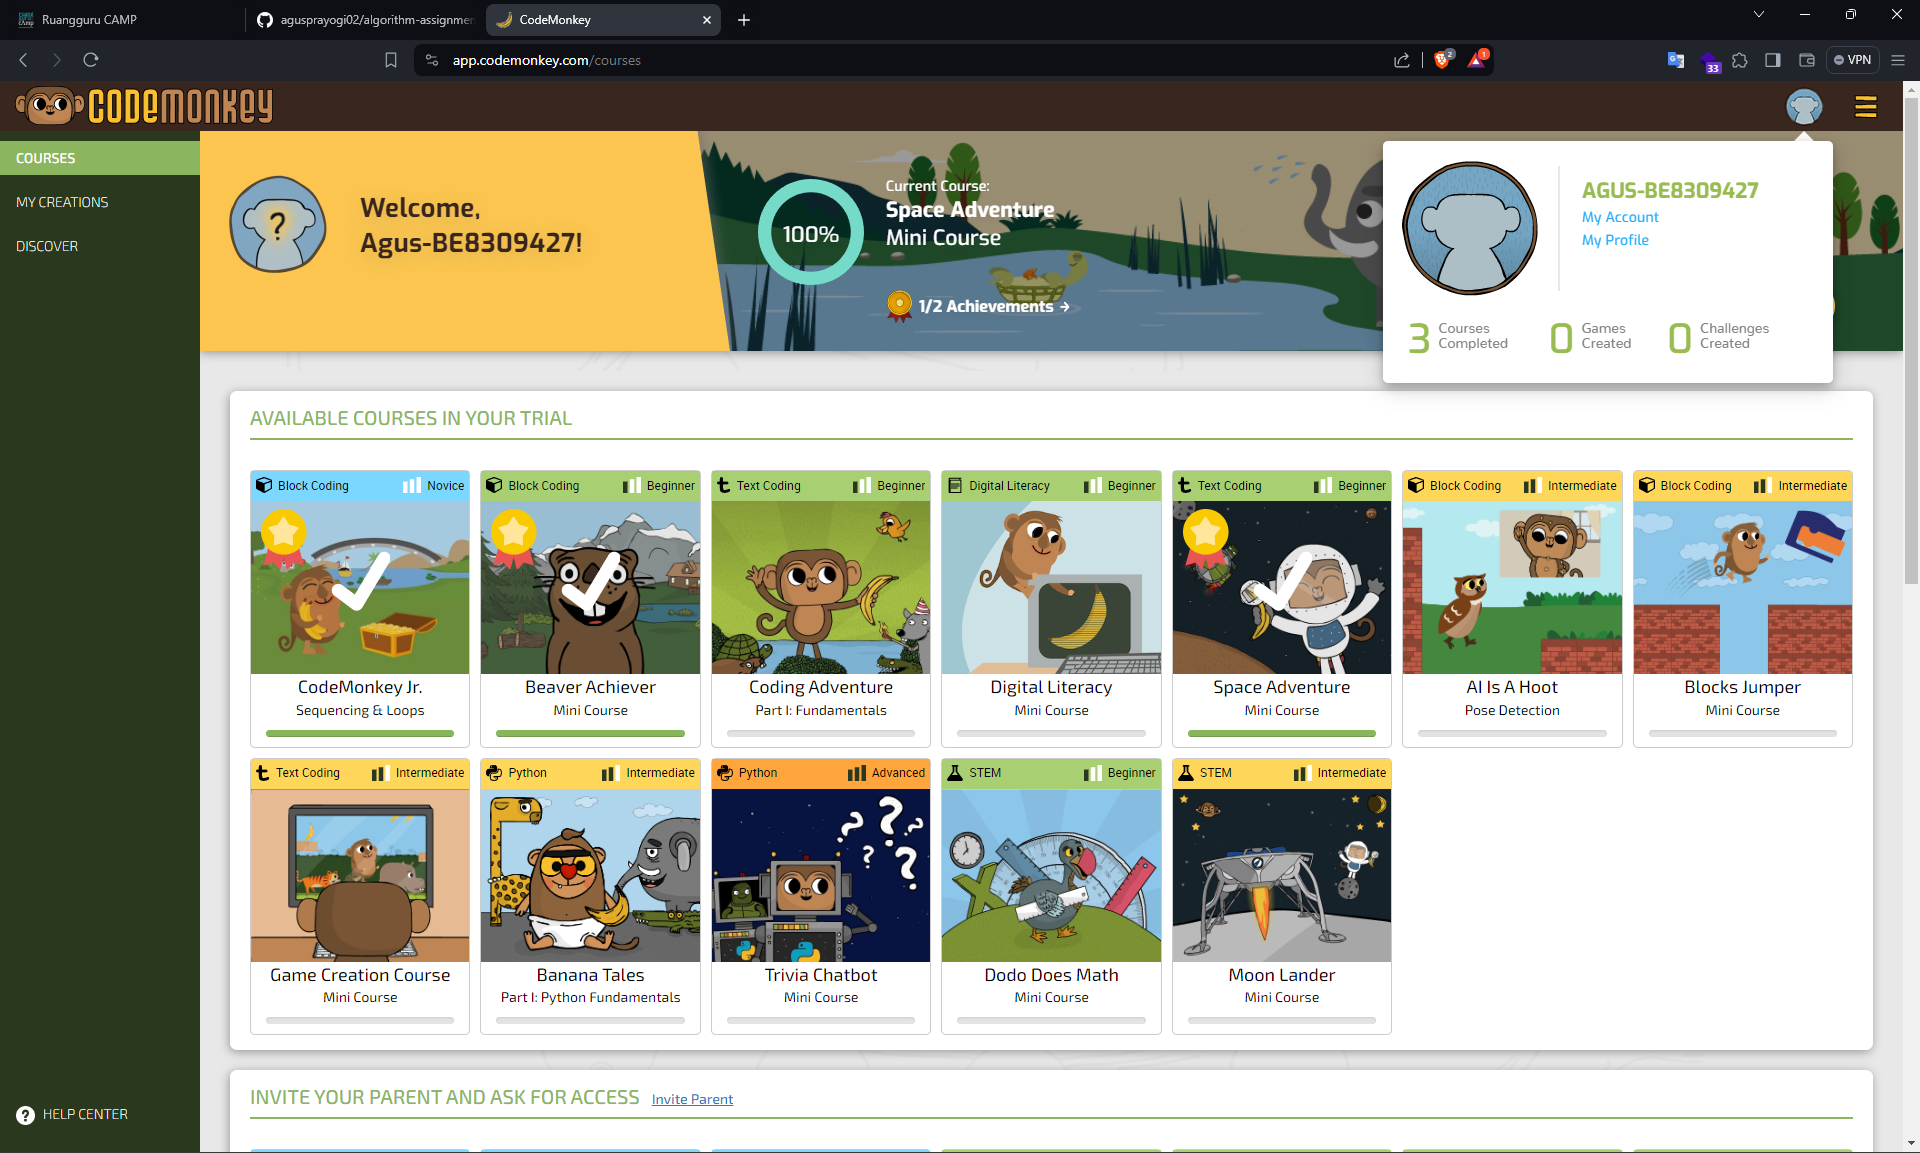 Ruangguru CAMP
agusprayogi02/algorithm-assignme
CodeMonkey
app.codemonkey.com/courses
2
1
33
VPN
CODEMONKEY
COURSES
MY CREATIONS
DISCOVER
HELP CENTER
?
Welcome,
Agus-BE8309427!
100%
Current Course:
Space Adventure
Mini Course
1/2 Achievements →
AGUS-BE8309427
My Account
My Profile
3 Courses Completed
0 Games Created
0 Challenges Created
AVAILABLE COURSES IN YOUR TRIAL
Block Coding Novice
CodeMonkey Jr.
Sequencing & Loops
Block Coding Beginner
Beaver Achiever
Mini Course
Text Coding Beginner
Coding Adventure
Part I: Fundamentals
Digital Literacy Beginner
Digital Literacy
Mini Course
Text Coding Beginner
Space Adventure
Mini Course
Block Coding Intermediate
AI Is A Hoot
Pose Detection
Block Coding Intermediate
Blocks Jumper
Mini Course
Text Coding Intermediate
Game Creation Course
Mini Course
Python Intermediate
Banana Tales
Part I: Python Fundamentals
Python Advanced
? ? ? ?
Trivia Chatbot
Mini Course
STEM Beginner
Dodo Does Math
Mini Course
STEM Intermediate
Moon Lander
Mini Course
INVITE YOUR PARENT AND ASK FOR ACCESS Invite Parent